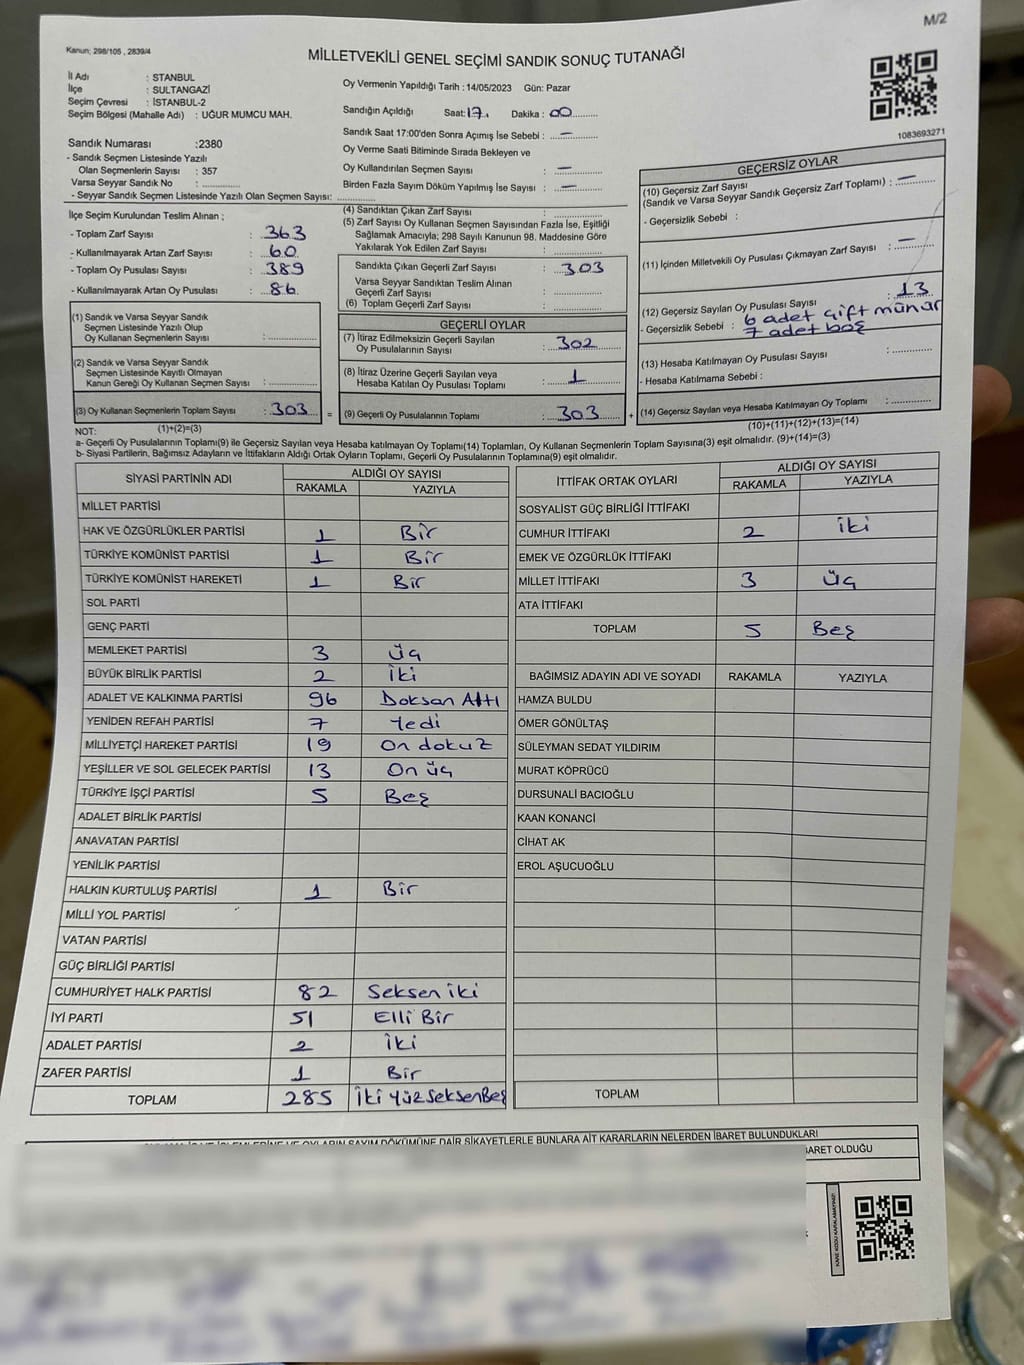 M/2
Kanun; 298/105 , 2839/4
MİLLETVEKİLİ GENEL SEÇİMİ SANDIK SONUÇ TUTANAĞI
İl Adı : STANBUL
İlçe : SULTANGAZİ
Seçim Çevresi : İSTANBUL-2
Seçim Bölgesi (Mahalle Adı) : UĞUR MUMCU MAH.
Sandık Numarası :2380
- Sandık Seçmen Listesinde Yazılı
Olan Seçmenlerin Sayısı : 357
Varsa Seyyar Sandık No : ............
- Seyyar Sandık Seçmen Listesinde Yazılı Olan Seçmen Sayısı: ............
Oy Vermenin Yapıldığı Tarih : 14/05/2023 Gün: Pazar
Sandığın Açıldığı Saat: 17. Dakika : 00
Sandık Saat 17:00'den Sonra Açımış İse Sebebi : —
Oy Verme Saati Bitiminde Sırada Bekleyen ve
Oy Kullandırılan Seçmen Sayısı : —
Birden Fazla Sayım Döküm Yapılmış İse Sayısı : —
1083693271
İlçe Seçim Kurulundan Teslim Alınan ;
- Toplam Zarf Sayısı : 363
- Kullanılmayarak Artan Zarf Sayısı : 60
- Toplam Oy Pusulası Sayısı : 389
- Kullanılmayarak Artan Oy Pusulası : 86
(1) Sandık ve Varsa Seyyar Sandık
Seçmen Listesinde Yazılı Olup
Oy Kullanan Seçmenlerin Sayısı : ............
(2) Sandık ve Varsa Seyyar Sandık
Seçmen Listesinde Kayıtlı Olmayan
Kanun Gereği Oy Kullanan Seçmen Sayısı : ............
(3) Oy Kullanan Seçmenlerin Toplam Sayısı : 303 =
(1)+(2)=(3)
(4) Sandıktan Çıkan Zarf Sayısı : ............
(5) Zarf Sayısı Oy Kullanan Seçmen Sayısından Fazla İse, Eşitliği
Sağlamak Amacıyla; 298 Sayılı Kanunun 98. Maddesine Göre
Yakılarak Yok Edilen Zarf Sayısı : ............
Sandıkta Çıkan Geçerli Zarf Sayısı : 303
Varsa Seyyar Sandıktan Teslim Alınan
Geçerli Zarf Sayısı : ............
(6) Toplam Geçerli Zarf Sayısı : ............
GEÇERLİ OYLAR
(7) İtiraz Edilmeksizin Geçerli Sayılan
Oy Pusulalarının Sayısı : 302
(8) İtiraz Üzerine Geçerli Sayılan veya
Hesaba Katılan Oy Pusulası Toplamı : 1
(9) Geçerli Oy Pusulalarının Toplamı : 303 +
GEÇERSİZ OYLAR
(10) Geçersiz Zarf Sayısı
(Sandık ve Varsa Seyyar Sandık Geçersiz Zarf Toplamı) : —
- Geçersizlik Sebebi :
(11) İçinden Milletvekili Oy Pusulası Çıkmayan Zarf Sayısı : —
(12) Geçersiz Sayılan Oy Pusulası Sayısı : 13
- Geçersizlik Sebebi : 6 adet çift mühür
7 adet boş
(13) Hesaba Katılmayan Oy Pusulası Sayısı : ............
- Hesaba Katılmama Sebebi :
(14) Geçersiz Sayılan veya Hesaba Katılmayan Oy Toplamı : ............
(10)+(11)+(12)+(13)=(14)
NOT:
a- Geçerli Oy Pusulaları Toplamı(9) ile Geçersiz Sayılan veya Hesaba katılmayan Oy Toplamı(14) Toplamları, Oy Kullanan Seçmenlerin Toplam Sayısına(3) eşit olmalıdır. (9)+(14)=(3)
b- Siyasi Partilerin, Bağımsız Adayların ve İttifakların Aldığı Ortak Oyların Toplamı, Geçerli Oy Pusulalarının Toplamına(9) eşit olmalıdır.
SİYASİ PARTİNİN ADI ALDIĞI OY SAYISI
RAKAMLA YAZIYLA
MİLLET PARTİSİ
HAK VE ÖZGÜRLÜKLER PARTİSİ 1 Bir
TÜRKİYE KOMÜNİST PARTİSİ 1 Bir
TÜRKİYE KOMÜNİST HAREKETİ 1 Bir
SOL PARTİ
GENÇ PARTİ
MEMLEKET PARTİSİ 3 üç
BÜYÜK BİRLİK PARTİSİ 2 iki
ADALET VE KALKINMA PARTİSİ 96 Doksan Altı
YENİDEN REFAH PARTİSİ 7 Yedi
MİLLİYETÇİ HAREKET PARTİSİ 19 On dokuz
YEŞİLLER VE SOL GELECEK PARTİSİ 13 On üç
TÜRKİYE İŞÇİ PARTİSİ 5 Beş
ADALET BİRLİK PARTİSİ
ANAVATAN PARTİSİ
YENİLİK PARTİSİ
HALKIN KURTULUŞ PARTİSİ 1 Bir
MİLLİ YOL PARTİSİ
VATAN PARTİSİ
GÜÇ BİRLİĞİ PARTİSİ
CUMHURİYET HALK PARTİSİ 82 Seksen iki
İYİ PARTİ 51 Elli Bir
ADALET PARTİSİ 2 iki
ZAFER PARTİSİ 1 Bir
TOPLAM 285 iki Yüz Seksen Beş
İTTİFAK ORTAK OYLARI ALDIĞI OY SAYISI
RAKAMLA YAZIYLA
SOSYALİST GÜÇ BİRLİĞİ İTTİFAKI
CUMHUR İTTİFAKI 2 iki
EMEK VE ÖZGÜRLÜK İTTİFAKI
MİLLET İTTİFAKI 3 üç
ATA İTTİFAKI
TOPLAM 5 Beş
BAĞIMSIZ ADAYIN ADI VE SOYADI RAKAMLA YAZIYLA
HAMZA BULDU
ÖMER GÖNÜLTAŞ
SÜLEYMAN SEDAT YILDIRIM
MURAT KÖPRÜCÜ
DURSUNALİ BACIOĞLU
KAAN KONANCİ
CİHAT AK
EROL AŞUCUOĞLU
TOPLAM
OYLARIN SAYIM DÖKÜMÜNE DAİR ŞİKAYETLERLE BUNLARA AİT KARARLARIN NELERDEN İBARET BULUNDUKLARI
BARET OLDUĞU